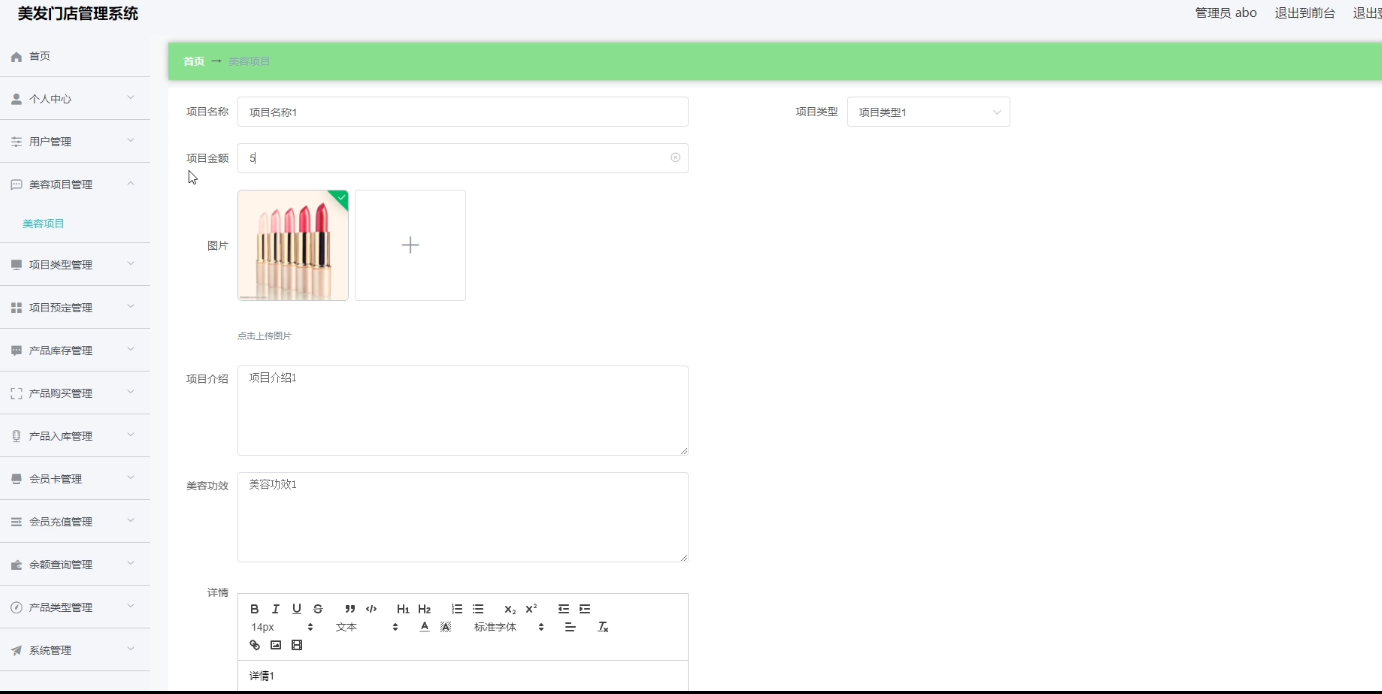 美发门店管理系统
管理员 abo
退出到前台
首页
个人中心
用户管理
美容项目管理
美容项目
项目类型管理
项目预定管理
产品库存管理
产品购买管理
产品入库管理
会员卡管理
会员充值管理
余额查询管理
产品类型管理
系统管理
首页 → 美容项目
项目名称
项目名称1
项目类型
项目类型1
项目金额
5
图片
点击上传图片
项目介绍
项目介绍1
美容功效
美容功效1
详情
B I U S ” </> H1 H2 X₂ X²
14px 文本 A A 标准字体
详情1